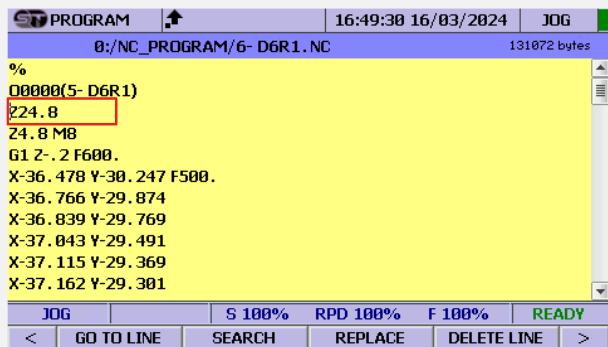 PROGRAM 16:49:30 16/03/2024 JOG
0:/NC_PROGRAM/6- D6R1.NC 131072 bytes
%
O0000(5- D6R1)
Z24.8
Z4.8 M8
G1 Z-.2 F600.
X-36.478 Y-30.247 F500.
X-36.766 Y-29.874
X-36.839 Y-29.769
X-37.043 Y-29.491
X-37.115 Y-29.369
X-37.162 Y-29.301
JOG S 100% RPD 100% F 100% READY
< GO TO LINE SEARCH REPLACE DELETE LINE >